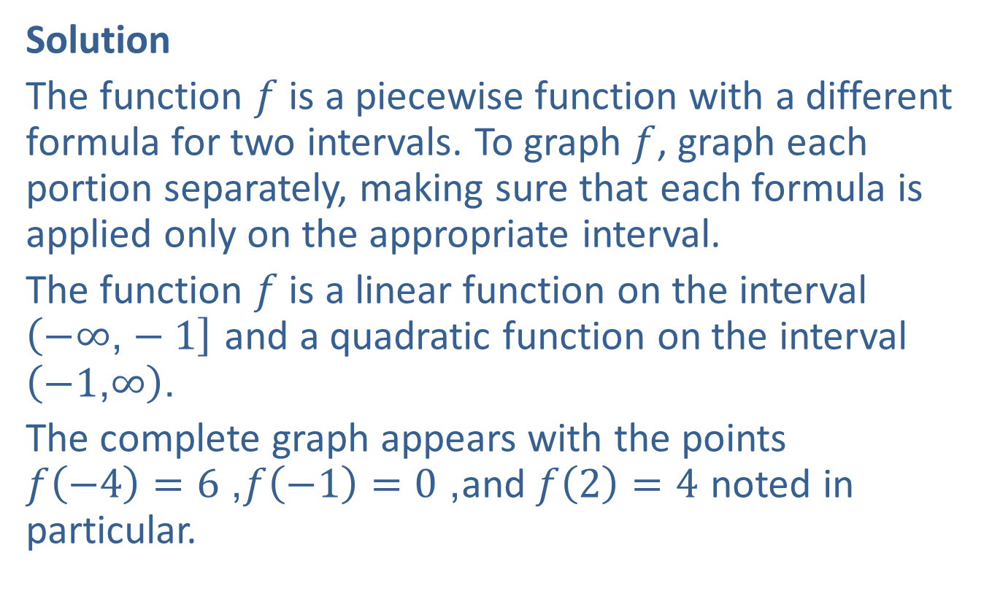 Solution
The function f is a piecewise function with a different
formula for two intervals. To graph f, graph each
portion separately, making sure that each formula is
applied only on the appropriate interval.
The function f is a linear function on the interval
(−∞, − 1] and a quadratic function on the interval
(−1,∞).
The complete graph appears with the points
f(−4) = 6 ,f(−1) = 0 ,and f(2) = 4 noted in
particular.